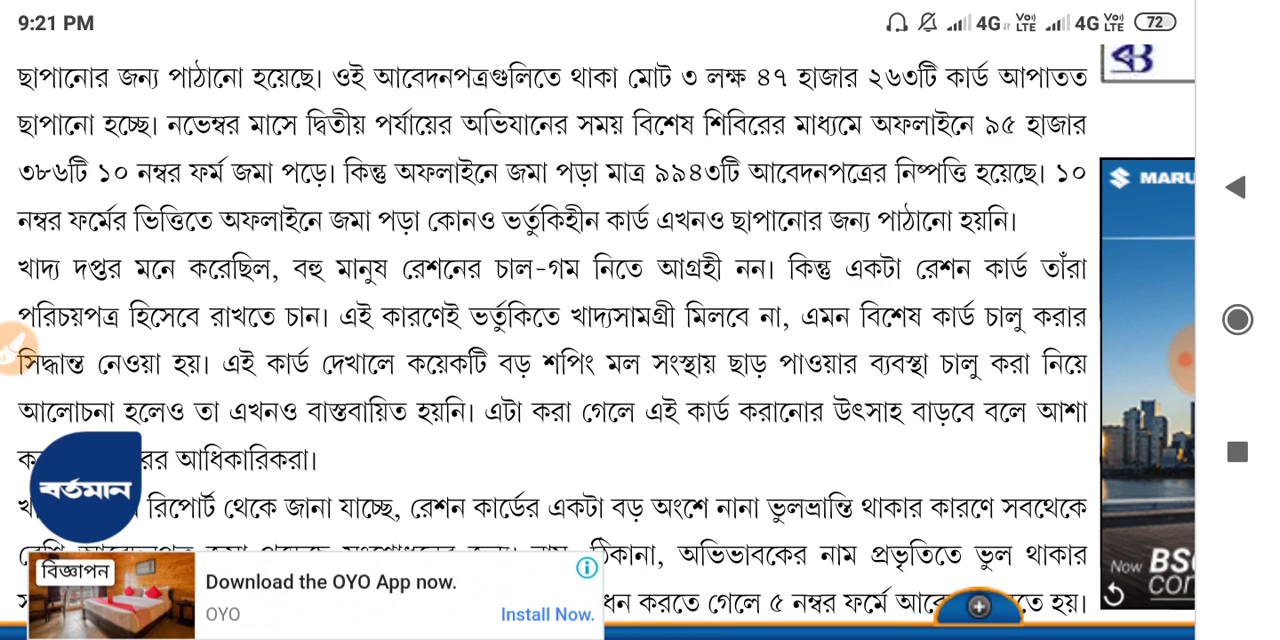 9:21 PM 4G Vo) LTE 4G Vo) LTE 72
ছাপানোর জন্য পাঠানো হয়েছে। ওই আবেদনপত্রগুলিতে থাকা মোট ৩ লক্ষ ৪৭ হাজার ২৬৩টি কার্ড আপাতত
ছাপানো হচ্ছে। নভেম্বর মাসে দ্বিতীয় পর্যায়ের অভিযানের সময় বিশেষ শিবিরের মাধ্যমে অফলাইনে ৯৫ হাজার
৩৮৬টি ১০ নম্বর ফর্ম জমা পড়ে। কিন্তু অফলাইনে জমা পড়া মাত্র ৯৯৪৩টি আবেদনপত্রের নিষ্পত্তি হয়েছে। ১০
নম্বর ফর্মের ভিত্তিতে অফলাইনে জমা পড়া কোনও ভর্তুকিহীন কার্ড এখনও ছাপানোর জন্য পাঠানো হয়নি।
খাদ্য দপ্তর মনে করেছিল, বহু মানুষ রেশনের চাল-গম নিতে আগ্রহী নন। কিন্তু একটা রেশন কার্ড তাঁরা
পরিচয়পত্র হিসেবে রাখতে চান। এই কারণেই ভর্তুকিতে খাদ্যসামগ্রী মিলবে না, এমন বিশেষ কার্ড চালু করার
সিদ্ধান্ত নেওয়া হয়। এই কার্ড দেখালে কয়েকটি বড় শপিং মল সংস্থায় ছাড় পাওয়ার ব্যবস্থা চালু করা নিয়ে
আলোচনা হলেও তা এখনও বাস্তবায়িত হয়নি। এটা করা গেলে এই কার্ড করানোর উৎসাহ বাড়বে বলে আশা
আধিকারিকরা।
বর্তমান
রিপোর্ট থেকে জানা যাচ্ছে, রেশন কার্ডের একটা বড় অংশে নানা ভুলভ্রান্তি থাকার কারণে সবথেকে
ঠিকানা, অভিভাবকের নাম প্রভৃতিতে ভুল থাকার
করতে গেলে ৫ নম্বর ফর্মে হয়।
বিজ্ঞাপন
Download the OYO App now.
OYO
Install Now.
MARU
Now BS